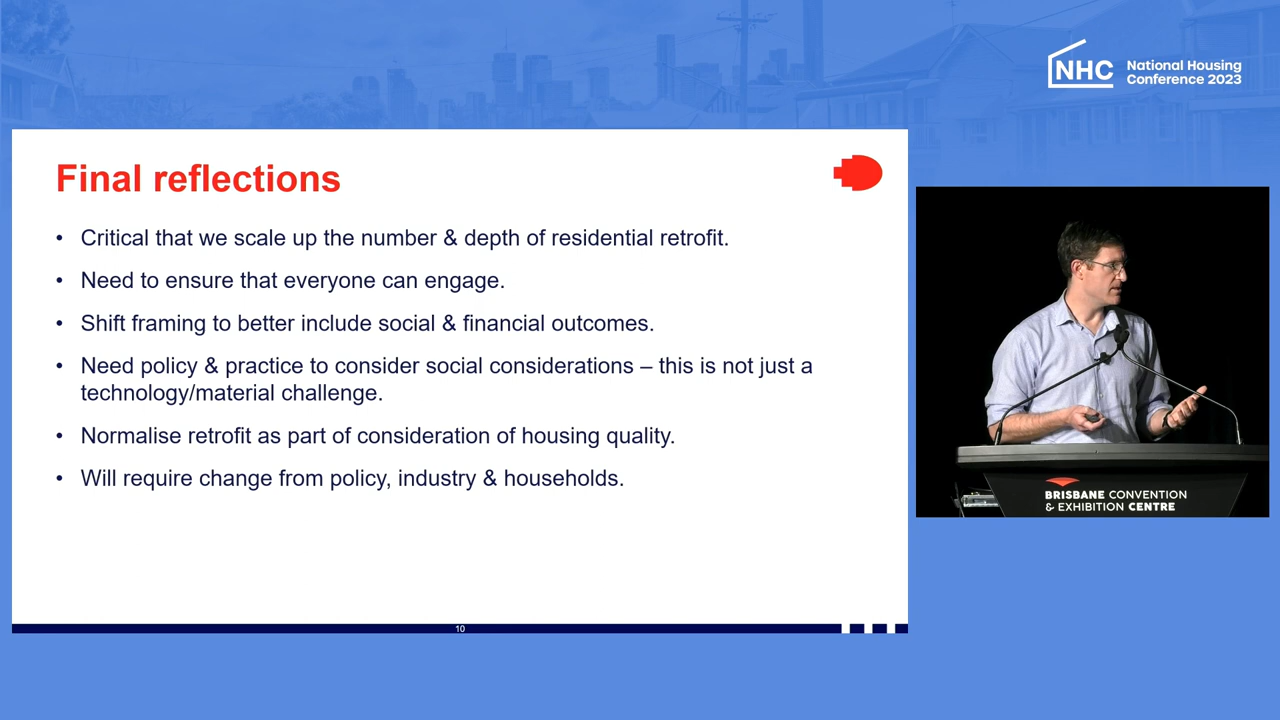 NHC National Housing
Conference 2023
Final reflections
• Critical that we scale up the number & depth of residential retrofit.
• Need to ensure that everyone can engage.
• Shift framing to better include social & financial outcomes.
• Need policy & practice to consider social considerations – this is not just a
technology/material challenge.
• Normalise retrofit as part of consideration of housing quality.
• Will require change from policy, industry & households.
10
BRISBANE CONVENTION
& EXHIBITION CENTRE